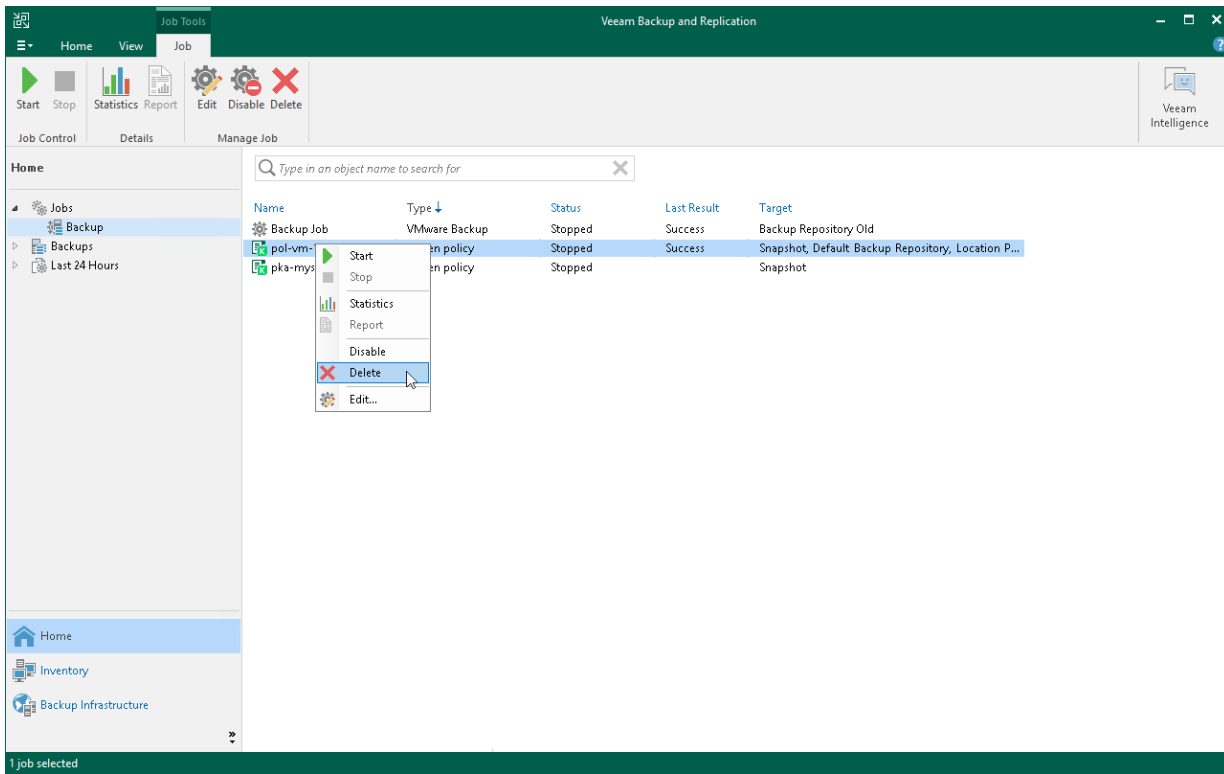 Job Tools
Veeam Backup and Replication
Home View Job
Start Stop Statistics Report Edit Disable Delete
Veeam
Intelligence
Job Control Details Manage Job
Home
Type in an object name to search for
Jobs
Backup
Backups
Last 24 Hours
Name Type Status Last Result Target
Backup Job VMware Backup Stopped Success Backup Repository Old
pol-vm- en policy Stopped Success Snapshot, Default Backup Repository, Location P...
pka-mys en policy Stopped Snapshot
Start
Stop
Statistics
Report
Disable
Delete
Edit...
Home
Inventory
Backup Infrastructure
1 job selected